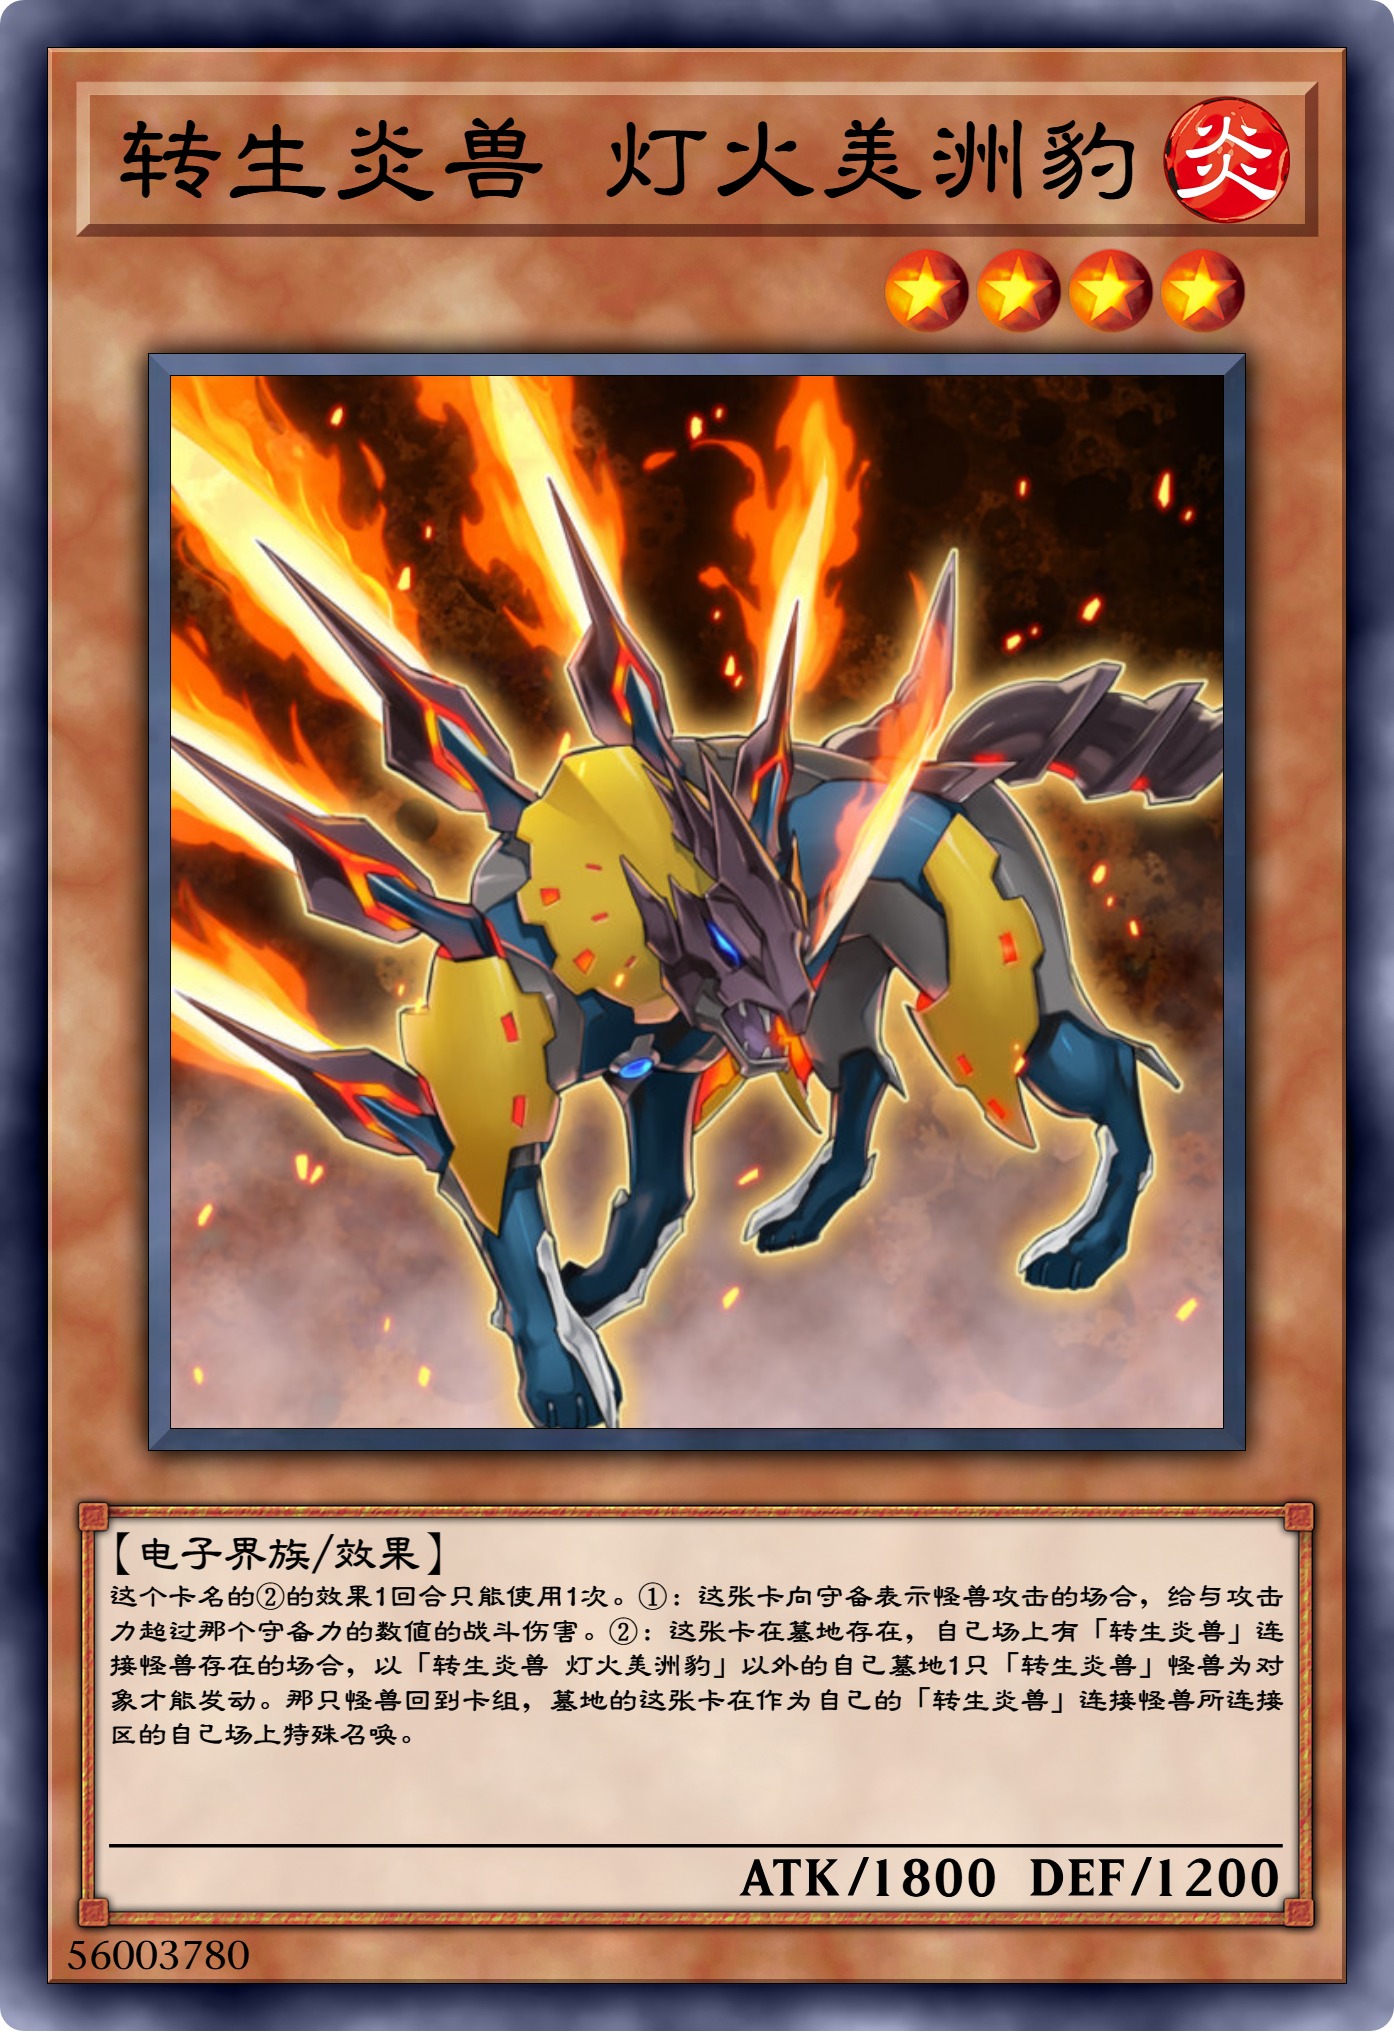 转生炎兽 灯火美洲豹 炎
【电子界族/效果】
这个卡名的②的效果1回合只能使用1次。①：这张卡向守备表示怪兽攻击的场合，给与攻击
力超过那个守备力的数值的战斗伤害。②：这张卡在墓地存在，自己场上有「转生炎兽」连
接怪兽存在的场合，以「转生炎兽 灯火美洲豹」以外的自己墓地1只「转生炎兽」怪兽为对
象才能发动。那只怪兽回到卡组，墓地的这张卡在作为自己的「转生炎兽」连接怪兽所连接
区的自己场上特殊召唤。
ATK/1800 DEF/1200
56003780